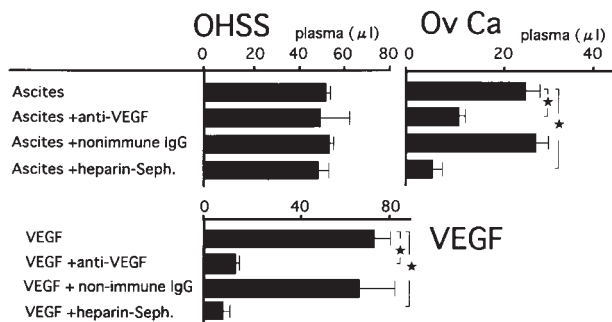 OHSS
Ov Ca
plasma ( μl)
plasma ( μl)
0 20 40 60 80
0 20 40
Ascites
Ascites +anti-VEGF
Ascites +nonimmune IgG
Ascites +heparin-Seph.
★
★
0 40 80
VEGF
VEGF
VEGF +anti-VEGF
VEGF + non-immune IgG
VEGF +heparin-Seph.
★
★